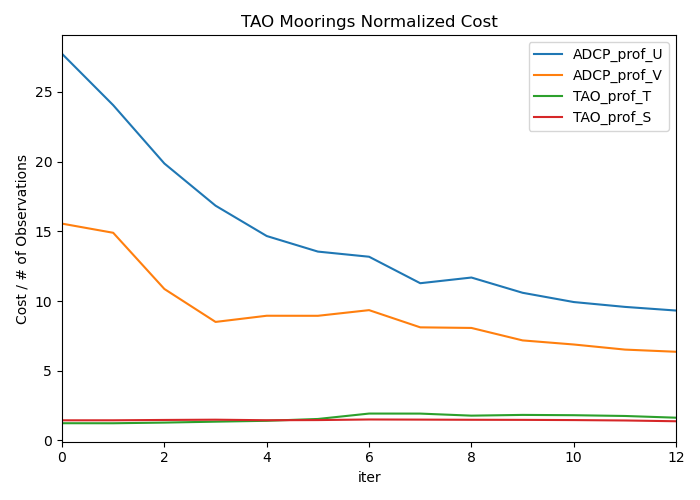 TAO Moorings Normalized Cost
ADCP_prof_U
ADCP_prof_V
TAO_prof_T
TAO_prof_S
Cost / # of Observations
25
20
15
10
5
0
0 2 4 6 8 10 12
iter